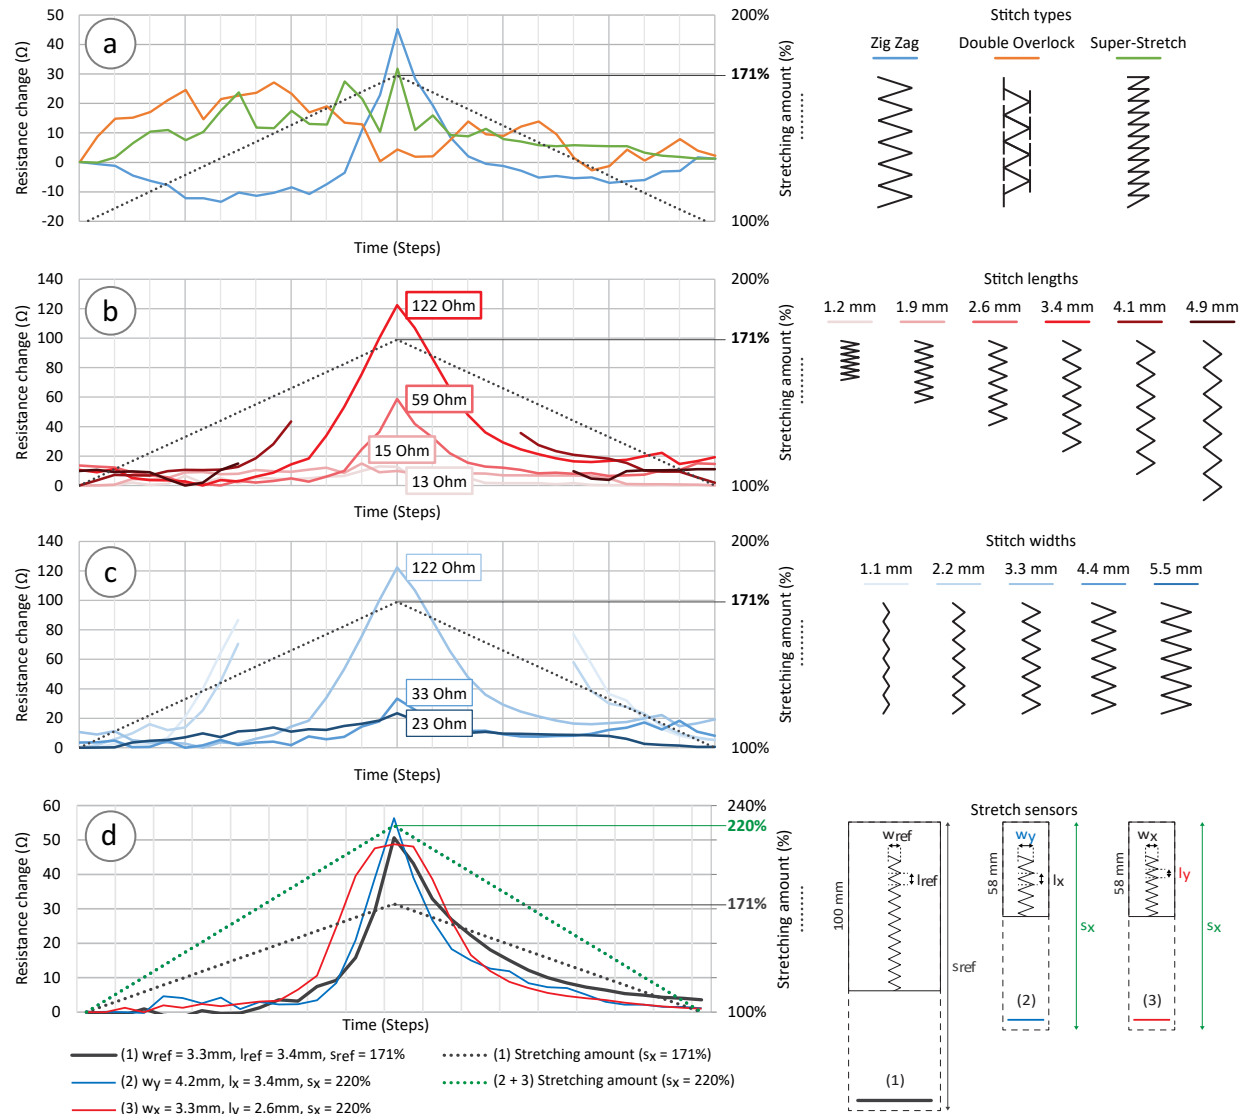 a
Resistance change (Ω)
50
40
30
20
10
0
-10
-20
Time (Steps)
200%
171%
100%
Stretching amount (%)
Stitch types
Zig Zag
Double Overlock
Super-Stretch
b
Resistance change (Ω)
140
120
100
80
60
40
20
0
122 Ohm
59 Ohm
15 Ohm
13 Ohm
Time (Steps)
200%
171%
100%
Stretching amount (%)
Stitch lengths
1.2 mm
1.9 mm
2.6 mm
3.4 mm
4.1 mm
4.9 mm
c
Resistance change (Ω)
140
120
100
80
60
40
20
0
122 Ohm
33 Ohm
23 Ohm
Time (Steps)
200%
171%
100%
Stretching amount (%)
Stitch widths
1.1 mm
2.2 mm
3.3 mm
4.4 mm
5.5 mm
d
Resistance change (Ω)
60
50
40
30
20
10
0
Time (Steps)
240%
220%
171%
100%
Stretching amount (%)
Stretch sensors
wref
lref
100 mm
sref
(1)
wy
lx
58 mm
sx
(2)
wx
ly
58 mm
sx
(3)
(1) wref = 3.3mm, lref = 3.4mm, sref = 171%
(2) wy = 4.2mm, lx = 3.4mm, sx = 220%
(3) wx = 3.3mm, ly = 2.6mm, sx = 220%
(1) Stretching amount (sx = 171%)
(2 + 3) Stretching amount (sx = 220%)